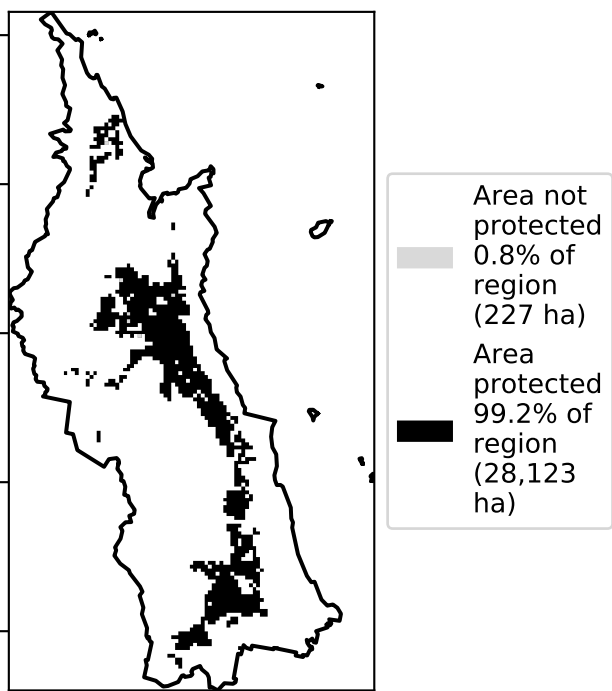 Area not
protected
0.8% of
region
(227 ha)
Area
protected
99.2% of
region
(28,123
ha)